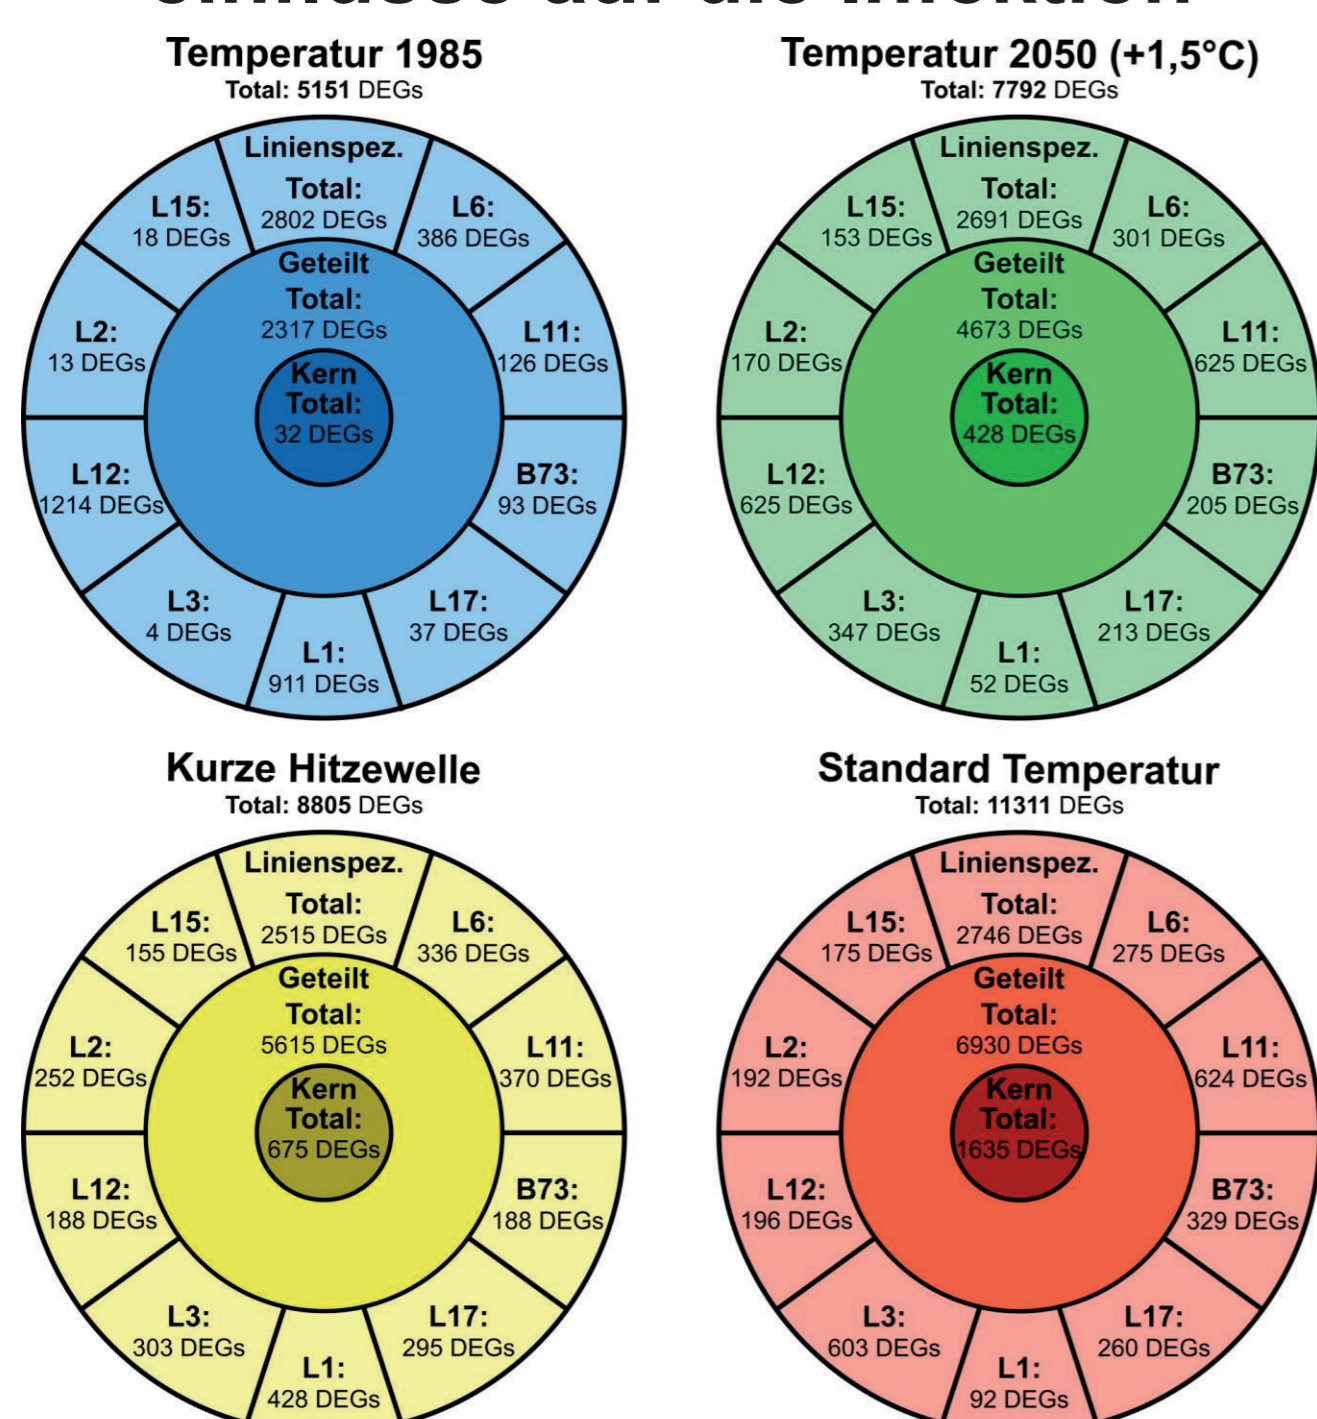 Temperatur 1985
Total: 5151 DEGs
Linienspez.
Total:
2802 DEGs
L6:
386 DEGs
L11:
126 DEGs
B73:
93 DEGs
L17:
37 DEGs
L1:
911 DEGs
L3:
4 DEGs
L12:
1214 DEGs
L2:
13 DEGs
L15:
18 DEGs
Geteilt
Total:
2317 DEGs
Kern
Total:
32 DEGs
Temperatur 2050 (+1,5°C)
Total: 7792 DEGs
Linienspez.
Total:
2691 DEGs
L6:
301 DEGs
L11:
625 DEGs
B73:
205 DEGs
L17:
213 DEGs
L1:
52 DEGs
L3:
347 DEGs
L12:
625 DEGs
L2:
170 DEGs
L15:
153 DEGs
Geteilt
Total:
4673 DEGs
Kern
Total:
428 DEGs
Kurze Hitzewelle
Total: 8805 DEGs
Linienspez.
Total:
2515 DEGs
L6:
336 DEGs
L11:
370 DEGs
B73:
188 DEGs
L17:
295 DEGs
L1:
428 DEGs
L3:
303 DEGs
L12:
188 DEGs
L2:
252 DEGs
L15:
155 DEGs
Geteilt
Total:
5615 DEGs
Kern
Total:
675 DEGs
Standard Temperatur
Total: 11311 DEGs
Linienspez.
Total:
2746 DEGs
L6:
275 DEGs
L11:
624 DEGs
B73:
329 DEGs
L17:
260 DEGs
L1:
92 DEGs
L3:
603 DEGs
L12:
196 DEGs
L2:
192 DEGs
L15:
175 DEGs
Geteilt
Total:
6930 DEGs
Kern
Total:
1635 DEGs